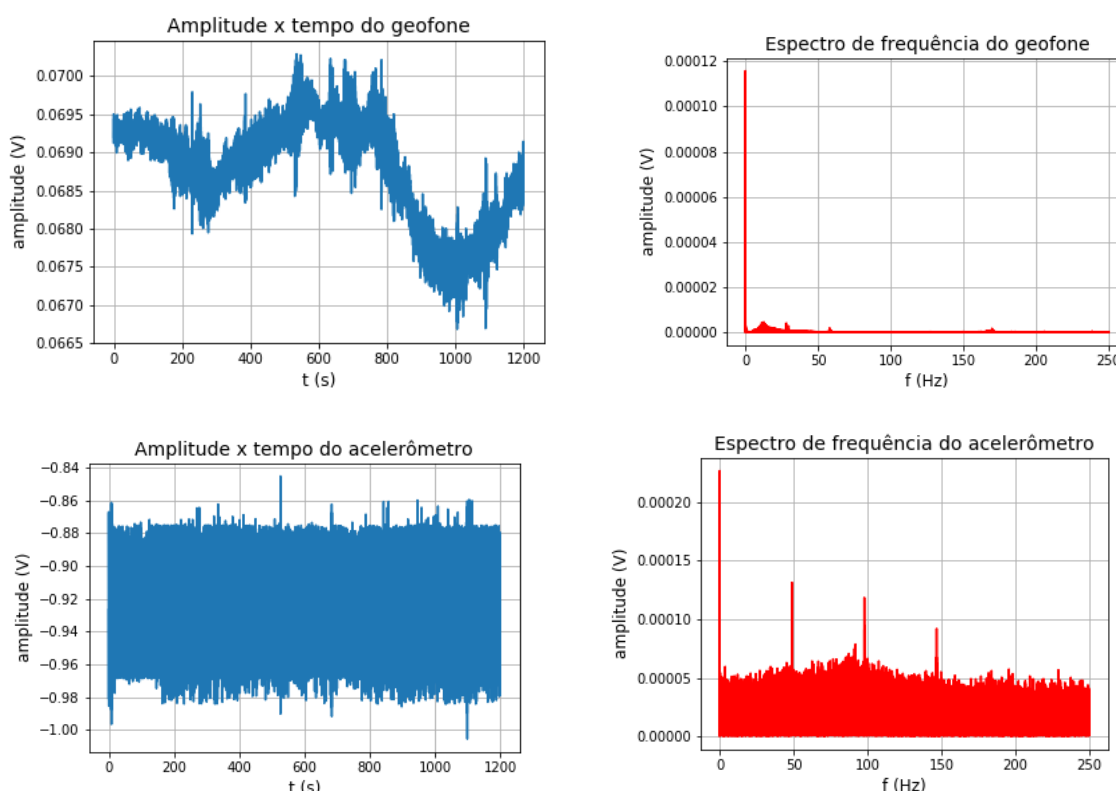 Amplitude x tempo do geofone
0.0700
0.0695
0.0690
0.0685
0.0680
0.0675
0.0670
0.0665
amplitude (V)
0 200 400 600 800 1000 1200
t (s)
Espectro de frequência do geofone
0.00012
0.00010
0.00008
0.00006
0.00004
0.00002
0.00000
amplitude (V)
0 50 100 150 200 250
f (Hz)
Amplitude x tempo do acelerômetro
−0.84
−0.86
−0.88
−0.90
−0.92
−0.94
−0.96
−0.98
−1.00
amplitude (V)
0 200 400 600 800 1000 1200
t (s)
Espectro de frequência do acelerômetro
0.00020
0.00015
0.00010
0.00005
0.00000
amplitude (V)
0 50 100 150 200 250
f (Hz)